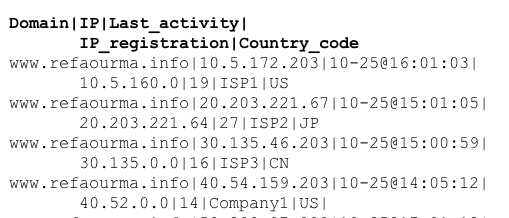 Domain|IP|Last_activity|
IP_registration|Country_code
www.refaourma.info|10.5.172.203|10-25@16:01:03|
10.5.160.0|19|ISP1|US
www.refaourma.info|20.203.221.67|10-25@15:01:05|
20.203.221.64|27|ISP2|JP
www.refaourma.info|30.135.46.203|10-25@15:00:59|
30.135.0.0|16|ISP3|CN
www.refaourma.info|40.54.159.203|10-25@14:05:12|
40.52.0.0|14|Company1|US|